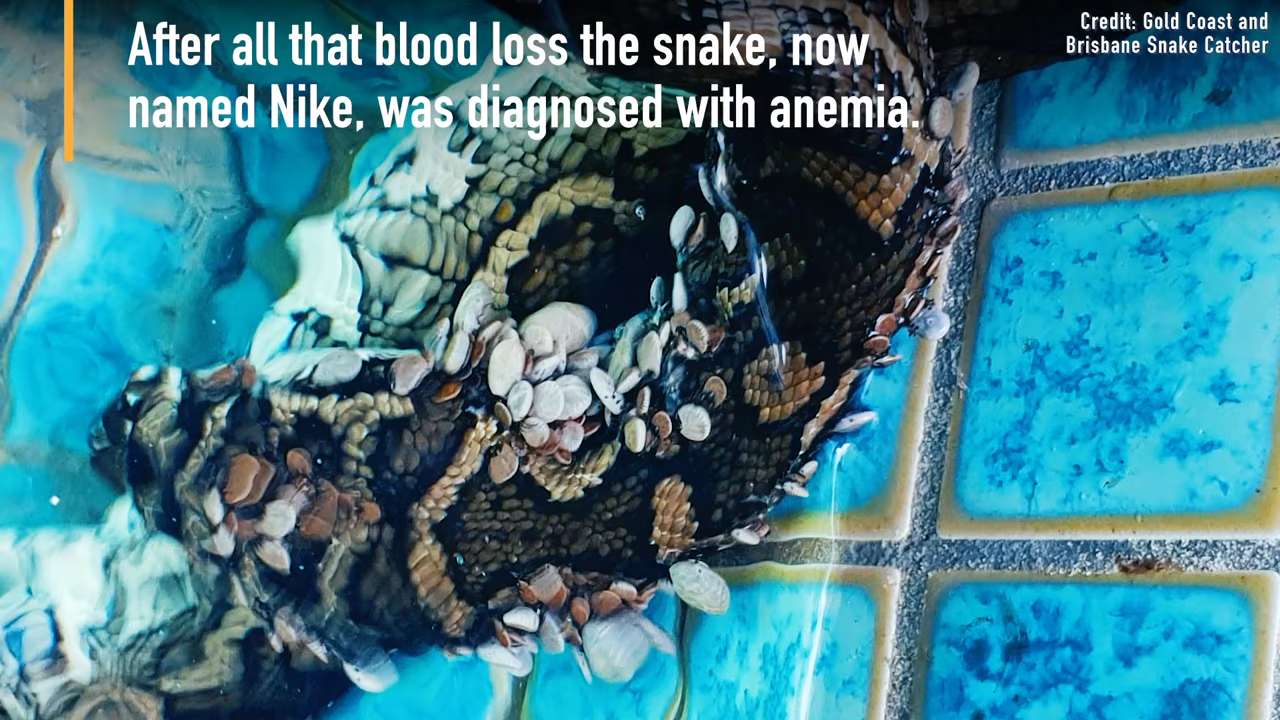 After all that blood loss the snake, now
named Nike, was diagnosed with anemia.
Credit: Gold Coast and
Brisbane Snake Catcher